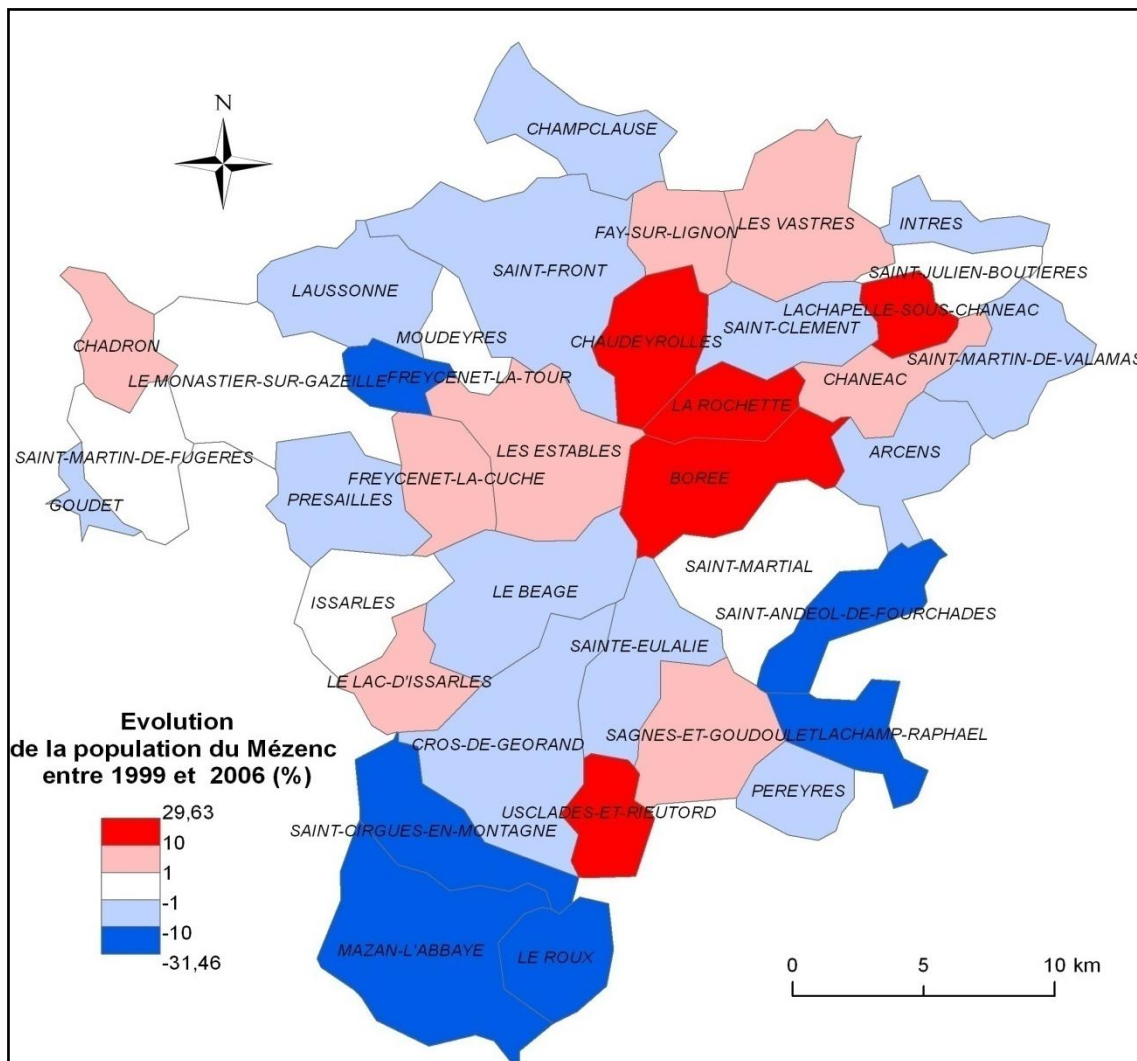 N
CHAMPCLAUSE
FAY-SUR-LIGNON
LES VASTRES
INTRES
SAINT-FRONT
SAINT-JULIEN-BOUTIERES
LAUSSONNE
LACHAPELLE-SOUS-CHANEAC
MOUDEYRES
CHAUDEYROLLES
SAINT-CLEMENT
CHADRON
SAINT-MARTIN-DE-VALAMAS
LE MONASTIER-SUR-GAZEILLE
FREYCENET-LA-TOUR
CHANEAC
LA ROCHETTE
LES ESTABLES
ARCENS
SAINT-MARTIN-DE-FUGERES
FREYCENET-LA-CUCHE
BOREE
GOUDET
PRESAILLES
SAINT-MARTIAL
LE BEAGE
ISSARLES
SAINT-ANDEOL-DE-FOURCHADES
SAINTE-EULALIE
LE LAC-D'ISSARLES
SAGNES-ET-GOUDOULET
LACHAMP-RAPHAEL
CROS-DE-GEORAND
PEREYRES
USCLADES-ET-RIEUTORD
SAINT-CIRGUES-EN-MONTAGNE
MAZAN-L'ABBAYE
LE ROUX
Evolution
de la population du Mézenc
entre 1999 et 2006 (%)
29,63
10
1
-1
-10
-31,46
0 5 10 km